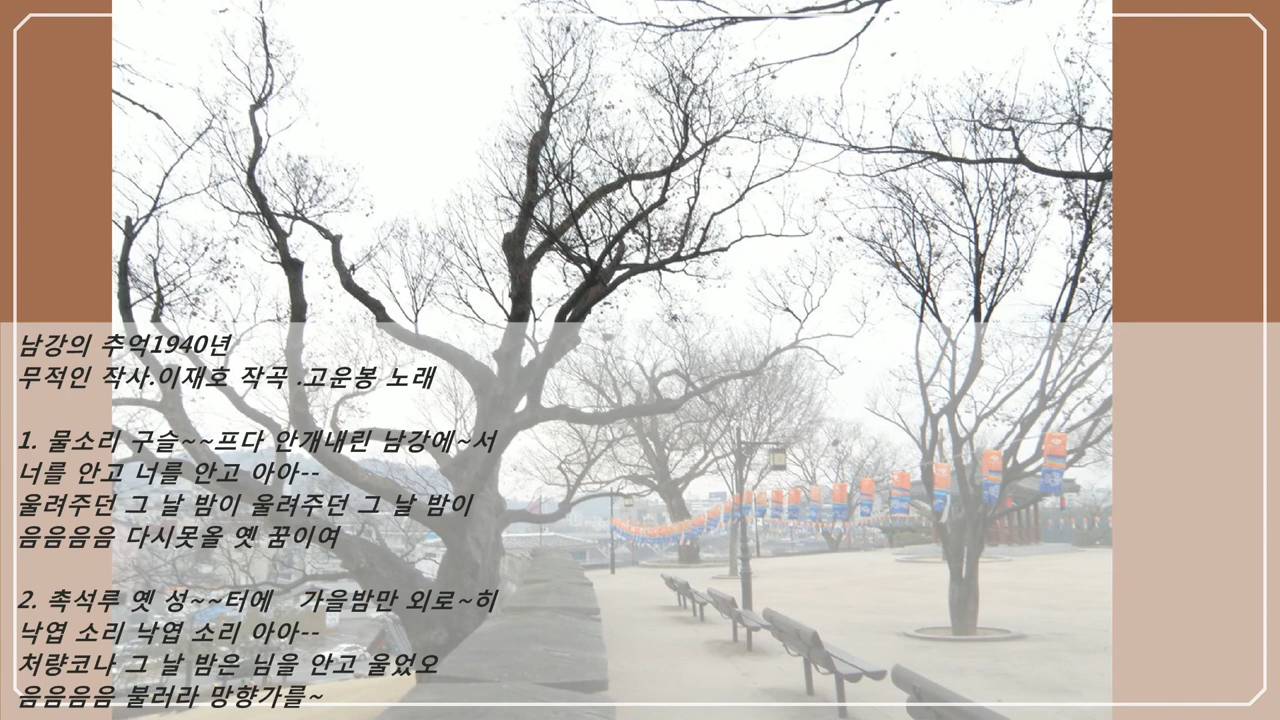 남강의 추억1940년
무적인 작사.이재호 작곡 .고운봉 노래
1. 물소리 구슬~~프다 안개내린 남강에~서
너를 안고 너를 안고 아아--
울려주던 그 날 밤이 울려주던 그 날 밤이
음음음음 다시못올 옛 꿈이여
2. 촉석루 옛 성~~터에 가을밤만 외로~히
낙엽 소리 낙엽 소리 아아--
처량코나 그 날 밤은 님을 안고 울었오
음음음음 불러라 망향가를~